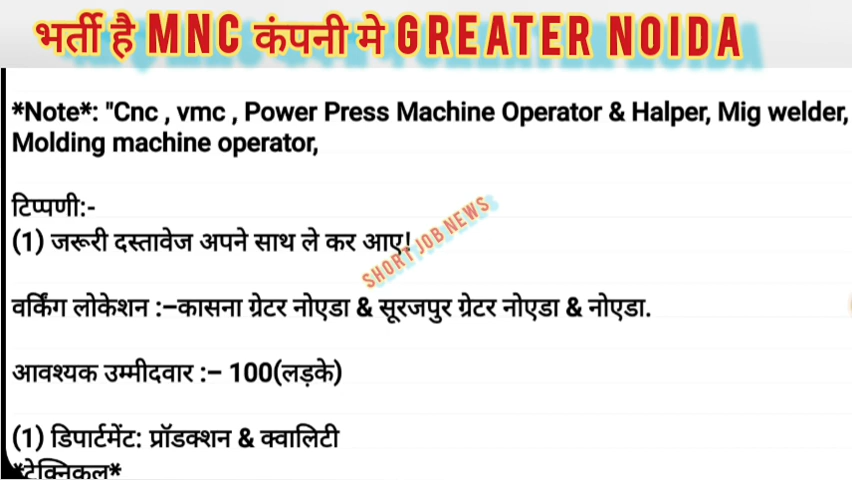 भर्ती है MNC कंपनी मे GREATER NOIDA
*Note*: "Cnc , vmc , Power Press Machine Operator & Halper, Mig welder,
Molding machine operator,
टिप्पणी:-
(1) जरूरी दस्तावेज अपने साथ ले कर आए!
SHORT JOB NEWS
वर्किंग लोकेशन :–कासना ग्रेटर नोएडा & सूरजपुर ग्रेटर नोएडा & नोएडा.
आवश्यक उम्मीदवार :– 100(लड़के)
(1) डिपार्टमेंट: प्रॉडक्शन & क्वालिटी
*टेक्निकल*